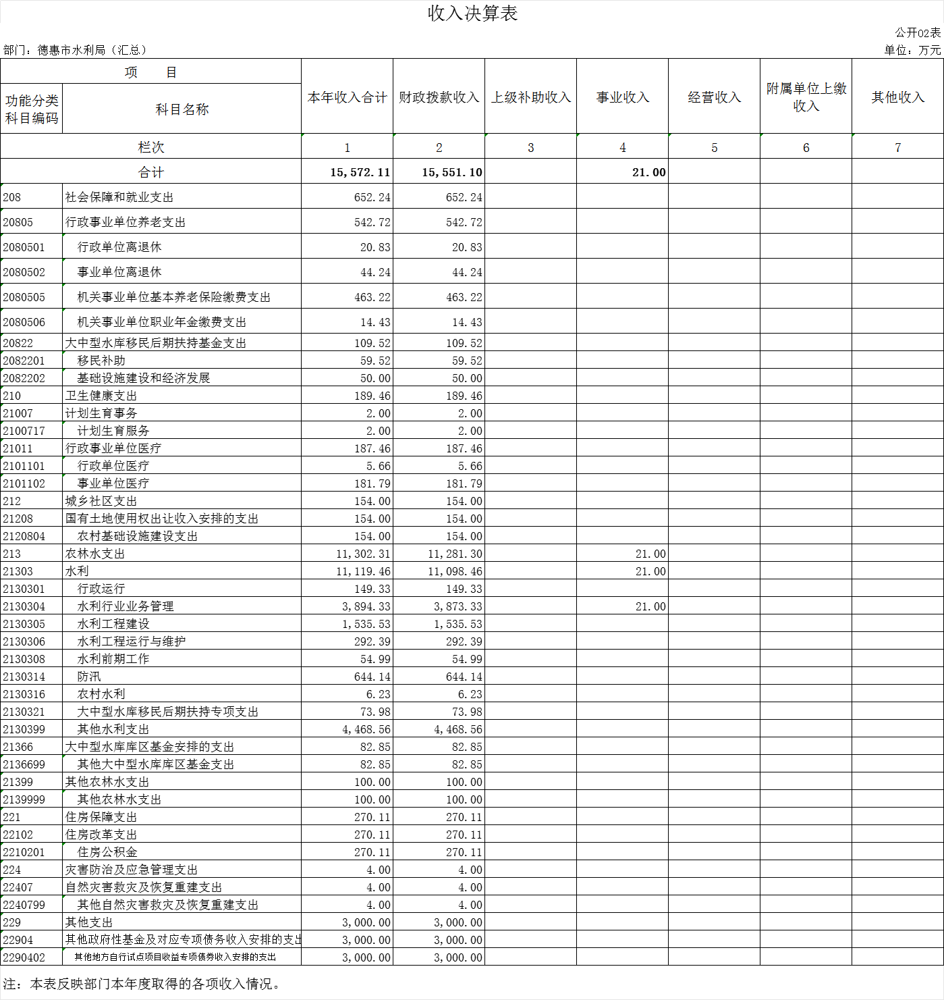 收入决算表
公开02表
部门：德惠市水利局（汇总） 单位：万元
项 目 本年收入合计 财政拨款收入 上级补助收入 事业收入 经营收入 附属单位上缴收入 其他收入
功能分类科目编码 科目名称
栏次 1 2 3 4 5 6 7
合计 15,572.11 15,551.10 21.00
208 社会保障和就业支出 652.24 652.24
20805 行政事业单位养老支出 542.72 542.72
2080501 行政单位离退休 20.83 20.83
2080502 事业单位离退休 44.24 44.24
2080505 机关事业单位基本养老保险缴费支出 463.22 463.22
2080506 机关事业单位职业年金缴费支出 14.43 14.43
20822 大中型水库移民后期扶持基金支出 109.52 109.52
2082201 移民补助 59.52 59.52
2082202 基础设施建设和经济发展 50.00 50.00
210 卫生健康支出 189.46 189.46
21007 计划生育事务 2.00 2.00
2100717 计划生育服务 2.00 2.00
21011 行政事业单位医疗 187.46 187.46
2101101 行政单位医疗 5.66 5.66
2101102 事业单位医疗 181.79 181.79
212 城乡社区支出 154.00 154.00
21208 国有土地使用权出让收入安排的支出 154.00 154.00
2120804 农村基础设施建设支出 154.00 154.00
213 农林水支出 11,302.31 11,281.30 21.00
21303 水利 11,119.46 11,098.46 21.00
2130301 行政运行 149.33 149.33
2130304 水利行业业务管理 3,894.33 3,873.33 21.00
2130305 水利工程建设 1,535.53 1,535.53
2130306 水利工程运行与维护 292.39 292.39
2130308 水利前期工作 54.99 54.99
2130314 防汛 644.14 644.14
2130316 农村水利 6.23 6.23
2130321 大中型水库移民后期扶持专项支出 73.98 73.98
2130399 其他水利支出 4,468.56 4,468.56
21366 大中型水库库区基金安排的支出 82.85 82.85
2136699 其他大中型水库库区基金支出 82.85 82.85
21399 其他农林水支出 100.00 100.00
2139999 其他农林水支出 100.00 100.00
221 住房保障支出 270.11 270.11
22102 住房改革支出 270.11 270.11
2210201 住房公积金 270.11 270.11
224 灾害防治及应急管理支出 4.00 4.00
22407 自然灾害救灾及恢复重建支出 4.00 4.00
2240799 其他自然灾害救灾及恢复重建支出 4.00 4.00
229 其他支出 3,000.00 3,000.00
22904 其他政府性基金及对应专项债务收入安排的支出 3,000.00 3,000.00
2290402 其他地方自行试点项目收益专项债券收入安排的支出 3,000.00 3,000.00
注：本表反映部门本年度取得的各项收入情况。